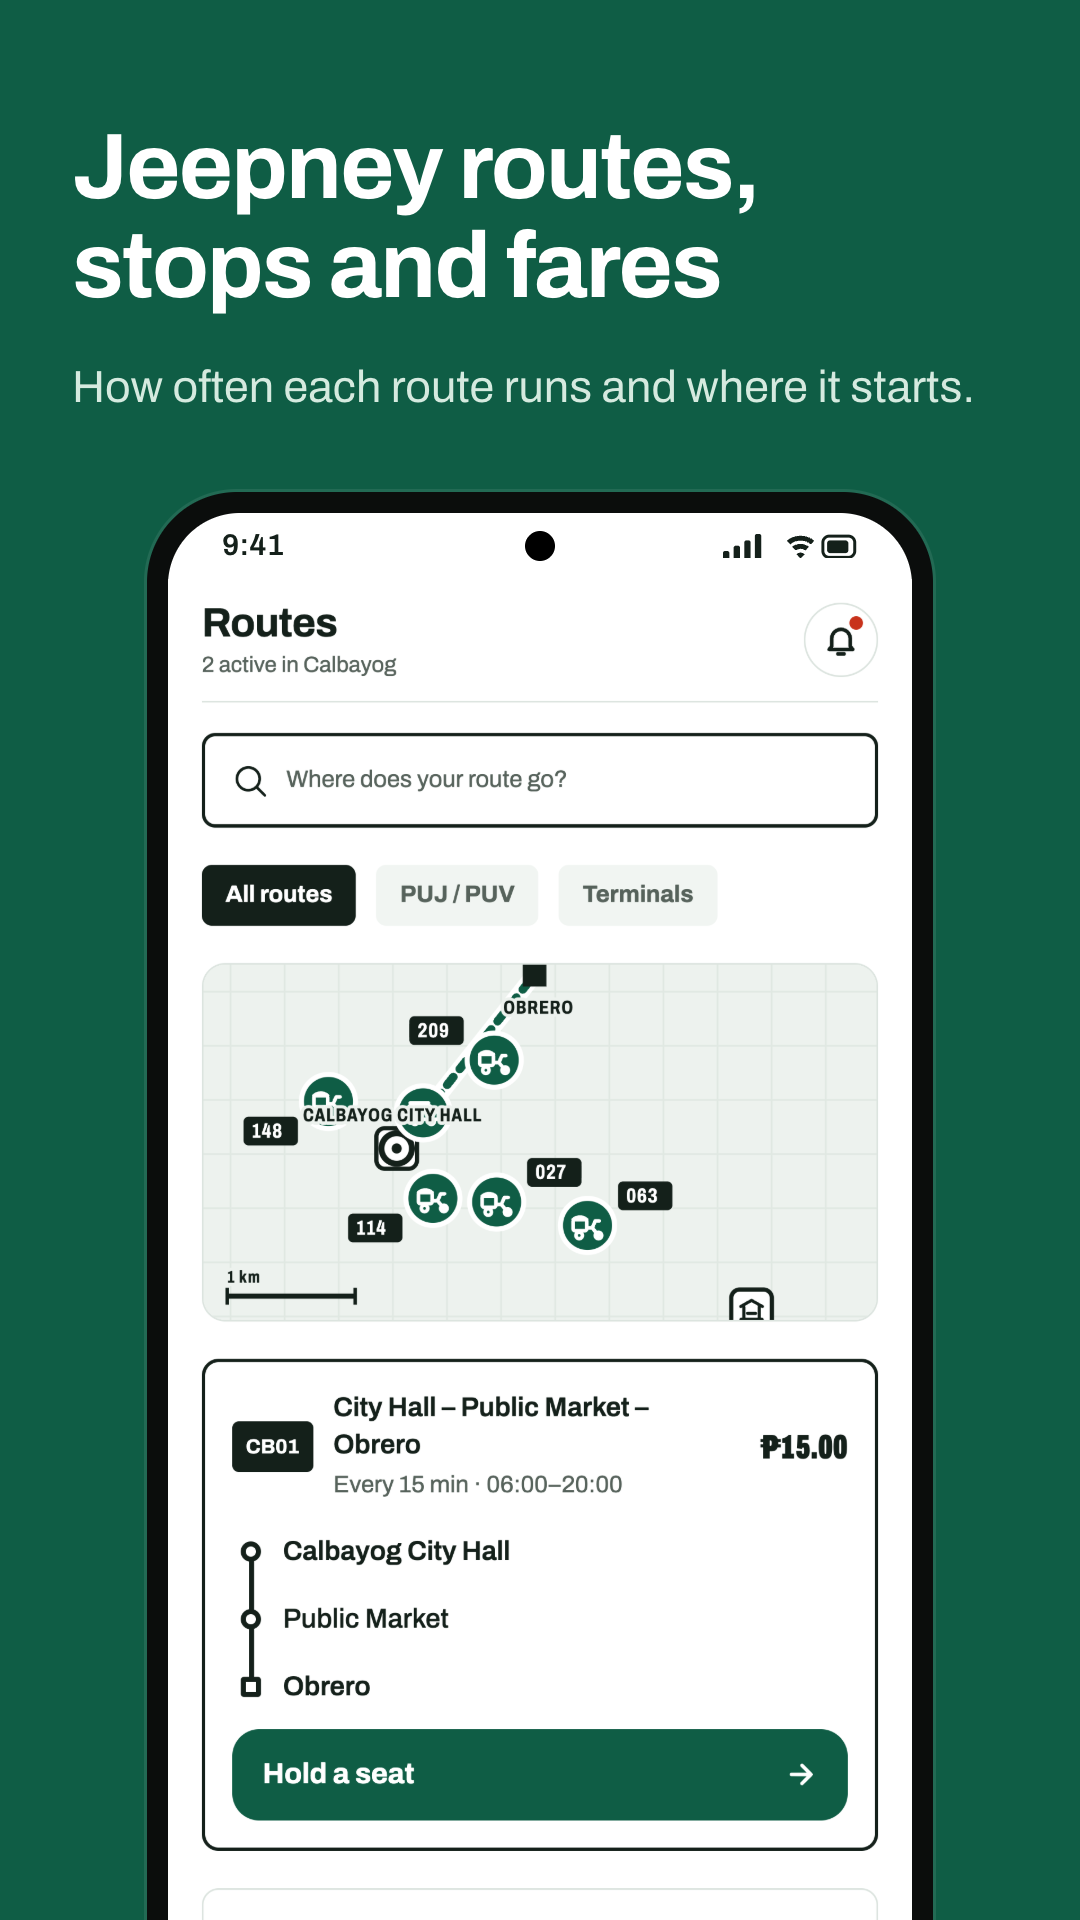 Jeepney routes,
stops and fares
How often each route runs and where it starts.
9:41
Routes
2 active in Calbayog
Where does your route go?
All routes
PUJ / PUV
Terminals
OBRERO
209
CALBAYOG CITY HALL
148
027
063
114
1 km
City Hall – Public Market –
Obrero
CB01
₱15.00
Every 15 min · 06:00–20:00
Calbayog City Hall
Public Market
Obrero
Hold a seat